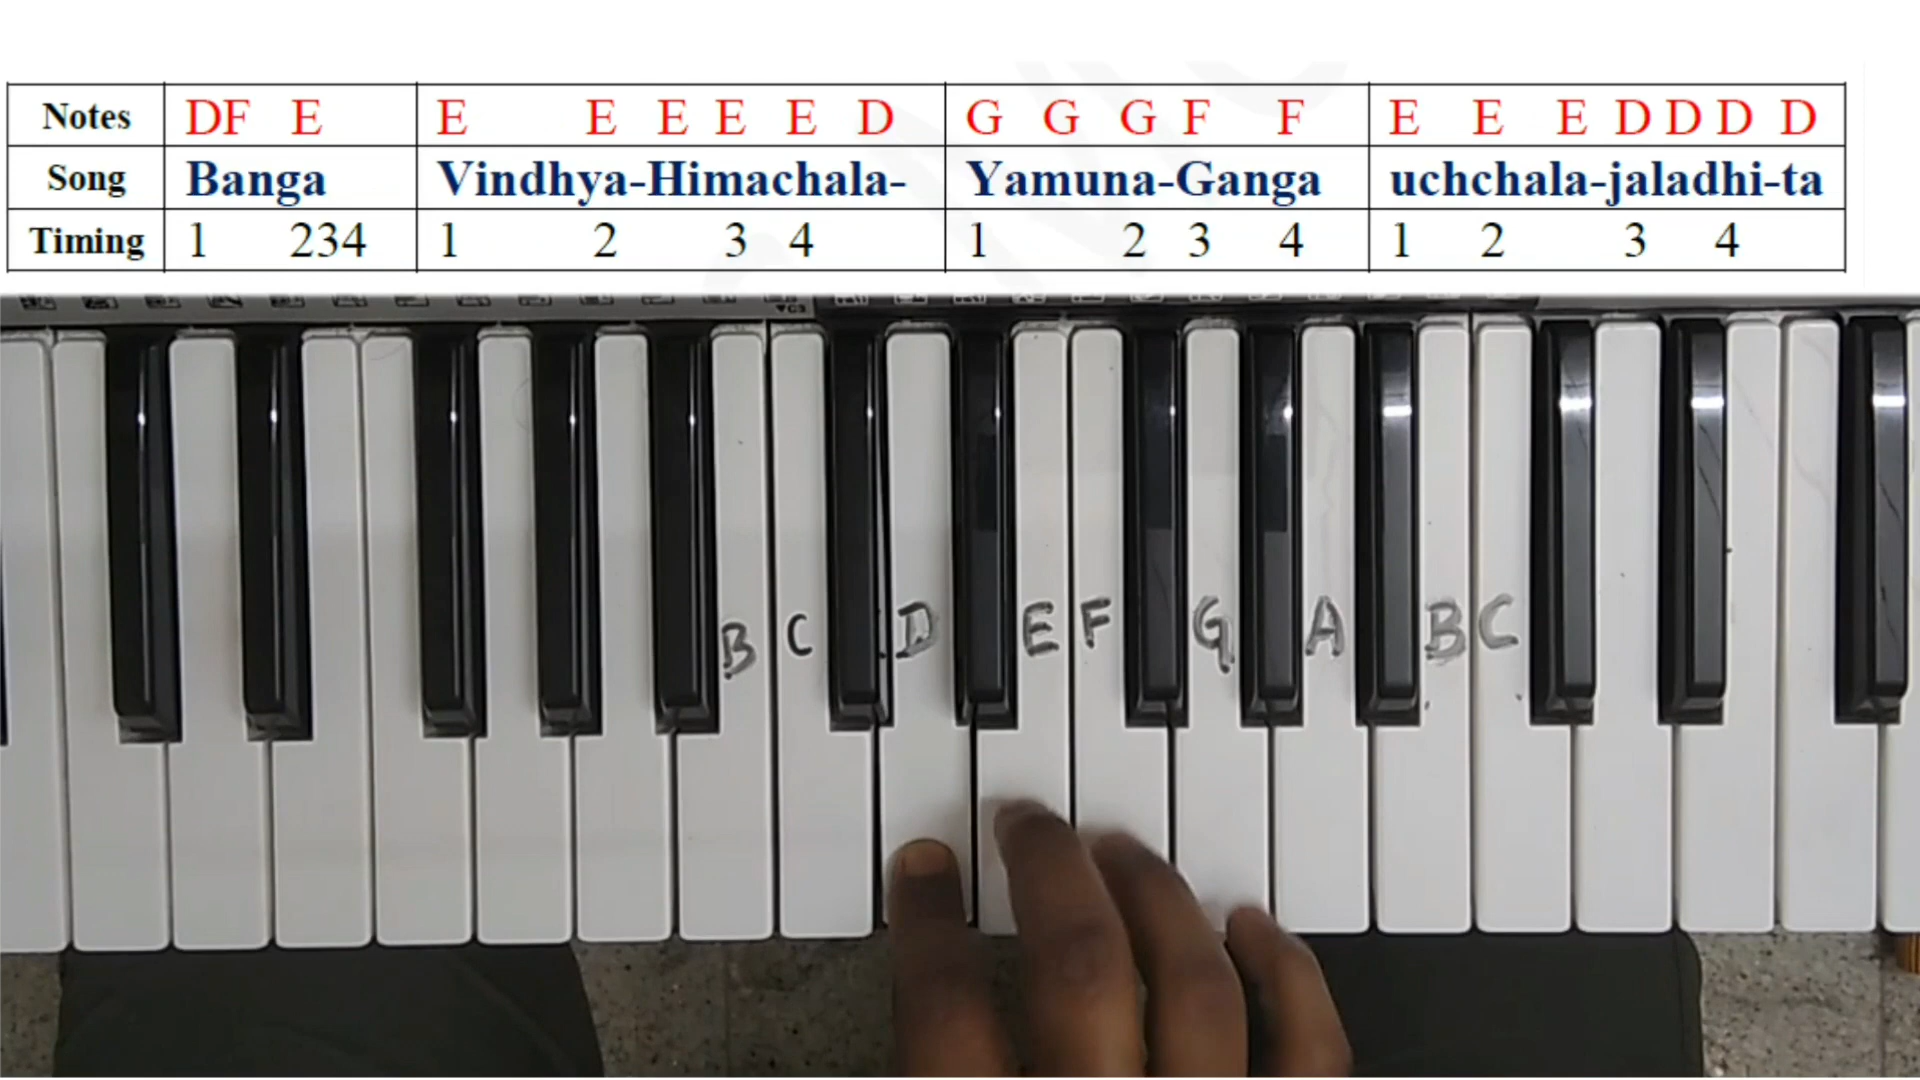 Notes DF E E E E E E D G G G F F E E E D D D D
Song Banga Vindhya-Himachala- Yamuna-Ganga uchchala-jaladhi-ta
Timing 1 234 1 2 3 4 1 2 3 4 1 2 3 4
B C D E F G A B C